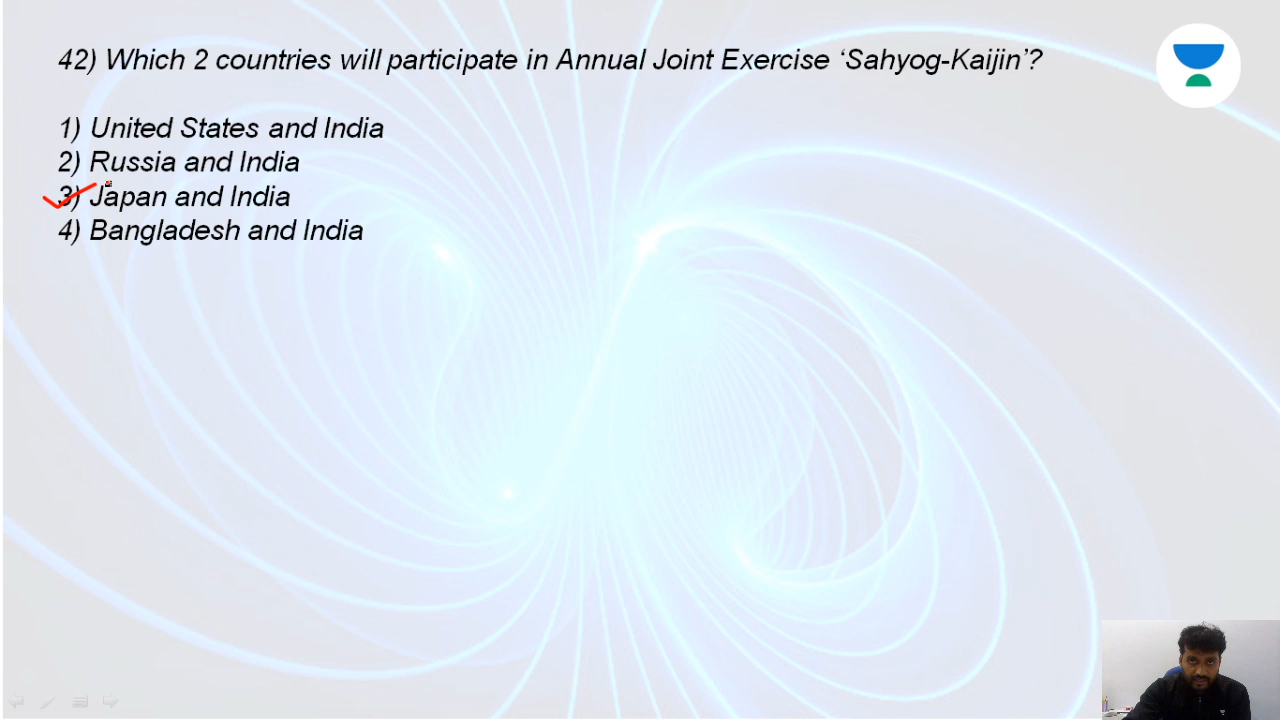 42) Which 2 countries will participate in Annual Joint Exercise ‘Sahyog-Kaijin’?
1) United States and India
2) Russia and India
3) Japan and India
4) Bangladesh and India